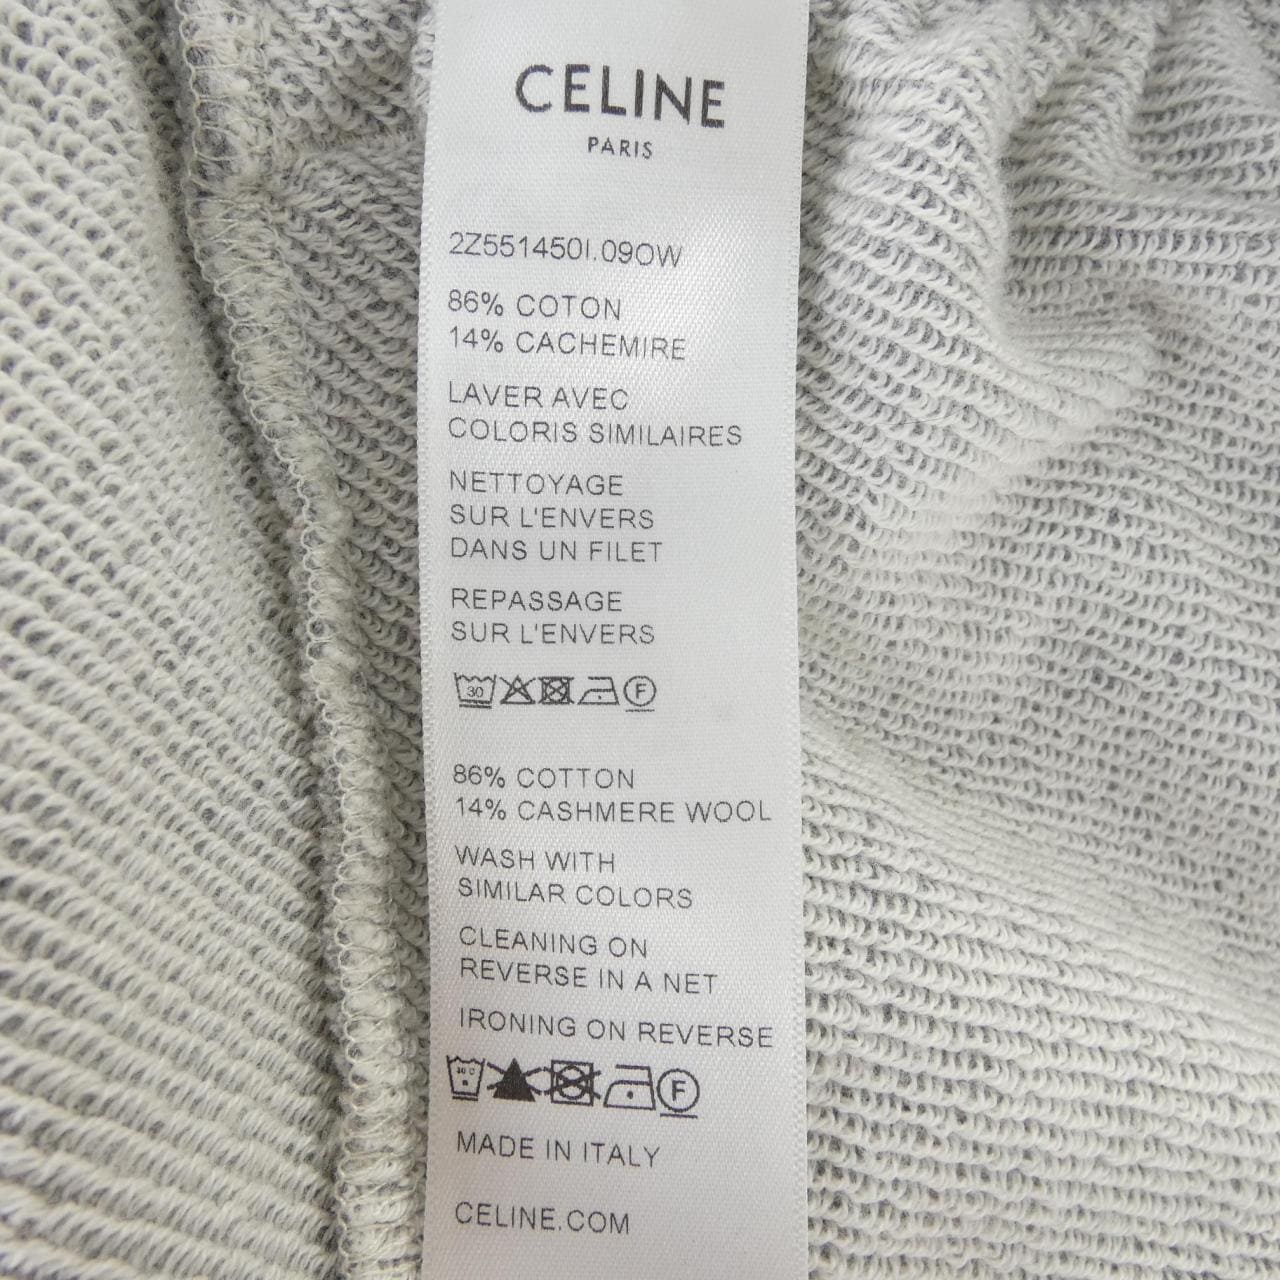 CELINE
PARIS
2Z551450I.09OW
86% COTON
14% CACHEMIRE
LAVER AVEC
COLORIS SIMILAIRES
NETTOYAGE
SUR L'ENVERS
DANS UN FILET
REPASSAGE
SUR L'ENVERS
30 F
86% COTTON
14% CASHMERE WOOL
WASH WITH
SIMILAR COLORS
CLEANING ON
REVERSE IN A NET
IRONING ON REVERSE
30 C F
MADE IN ITALY
CELINE.COM